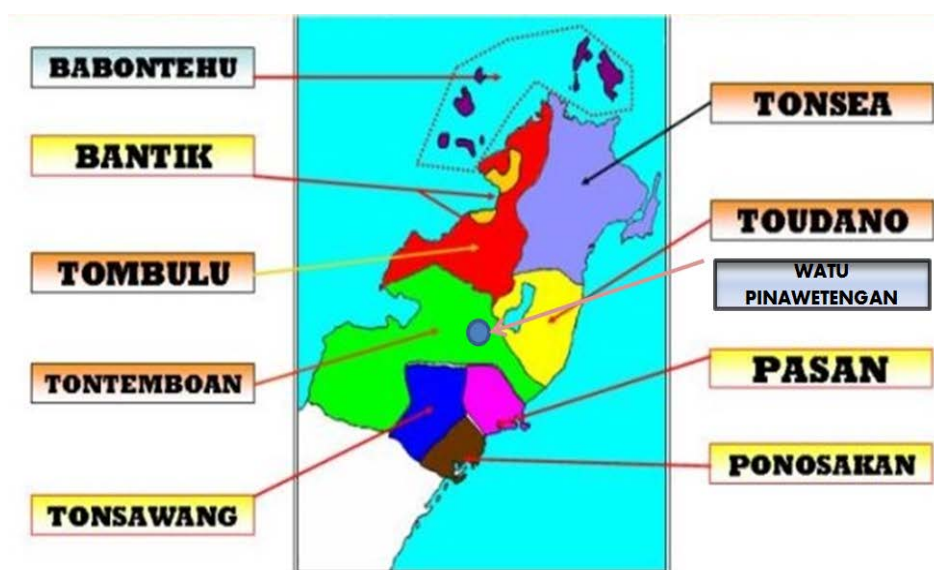 BABONTEHU
BANTIK
TOMBULU
TONTEMBOAN
TONSAWANG
TONSEA
TOUDANO
WATU
PINAWETENGAN
PASAN
PONOSAKAN